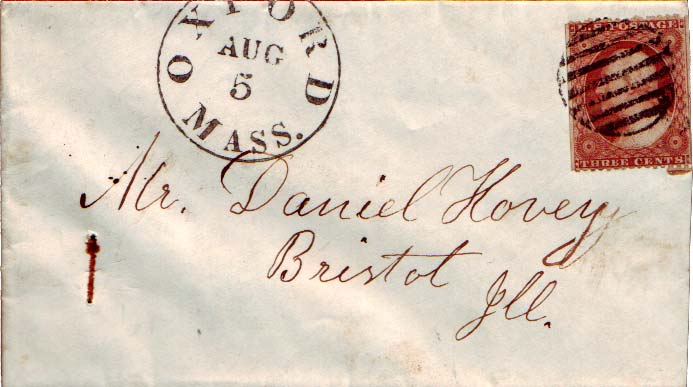 OXFORD
AUG
5
MASS.
U.S. POSTAGE
THREE CENTS
Mr. Daniel Hovey
Bristol
Ill.